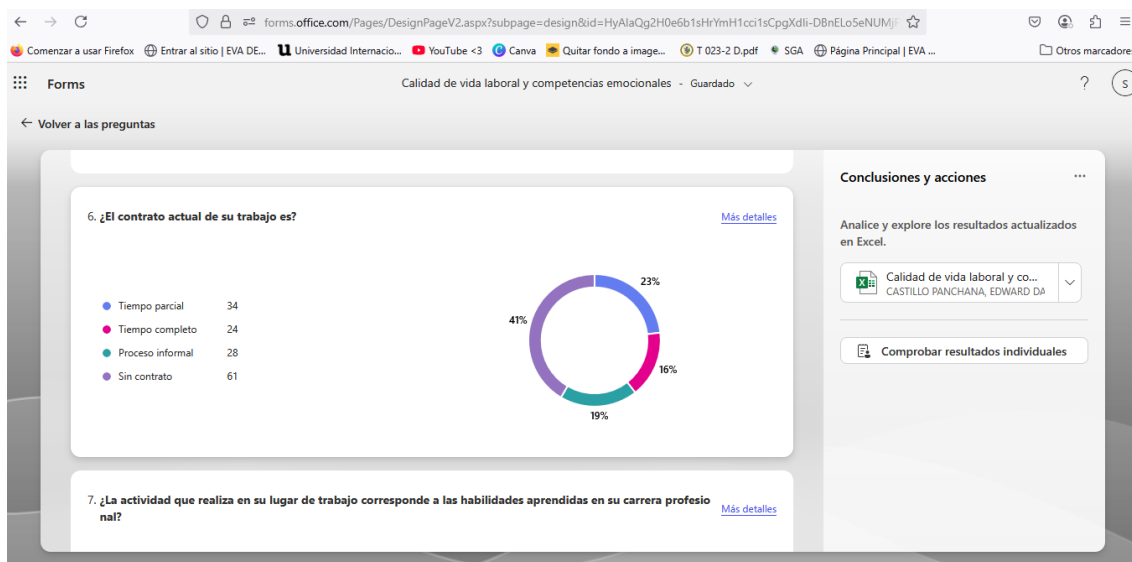 forms.office.com/Pages/DesignPageV2.aspx?subpage=design&id=HyAlaQg2H0e6b1sHrYmH1cci1sCpgXdIi-DBnELo5eNUMjF
Comenzar a usar Firefox Entrar al sitio | EVA DE... Universidad Internacio... YouTube <3 Canva Quitar fondo a image... T 023-2 D.pdf SGA Página Principal | EVA ... Otros marcadores
Forms Calidad de vida laboral y competencias emocionales - Guardado ? S
Volver a las preguntas
6. ¿El contrato actual de su trabajo es? Más detalles
Tiempo parcial 34
Tiempo completo 24
Proceso informal 28
Sin contrato 61
23%
41%
16%
19%
7. ¿La actividad que realiza en su lugar de trabajo corresponde a las habilidades aprendidas en su carrera profesio
nal?
Más detalles
Conclusiones y acciones
Analice y explore los resultados actualizados
en Excel.
Calidad de vida laboral y co...
CASTILLO PANCHANA, EDWARD DA
Comprobar resultados individuales